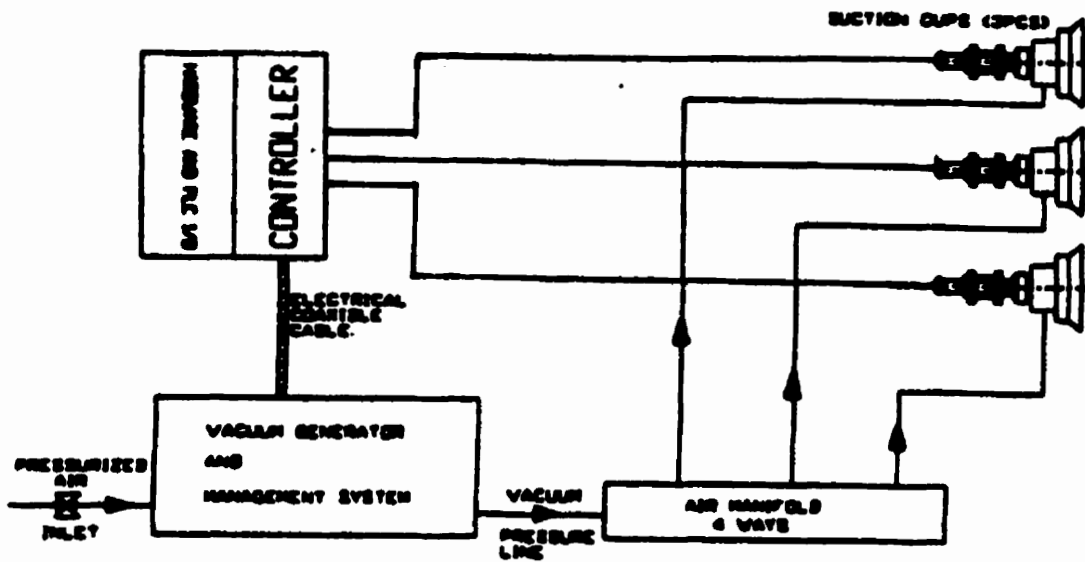 SUCTION CUPS (3PCS)
CONTROLLER
ELECTRICAL
CABLE.
VACUUM GENERATOR
AND
MANAGEMENT SYSTEM
PRESSURIZED
AIR
INLET
VACUUM
PRESSURE
LINE
AIR MANIFOLD
4 WAYS